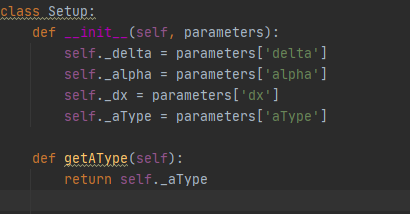 class Setup:
    def __init__(self, parameters):
        self._delta = parameters['delta']
        self._alpha = parameters['alpha']
        self._dx = parameters['dx']
        self._aType = parameters['aType']

    def getAType(self):
        return self._aType